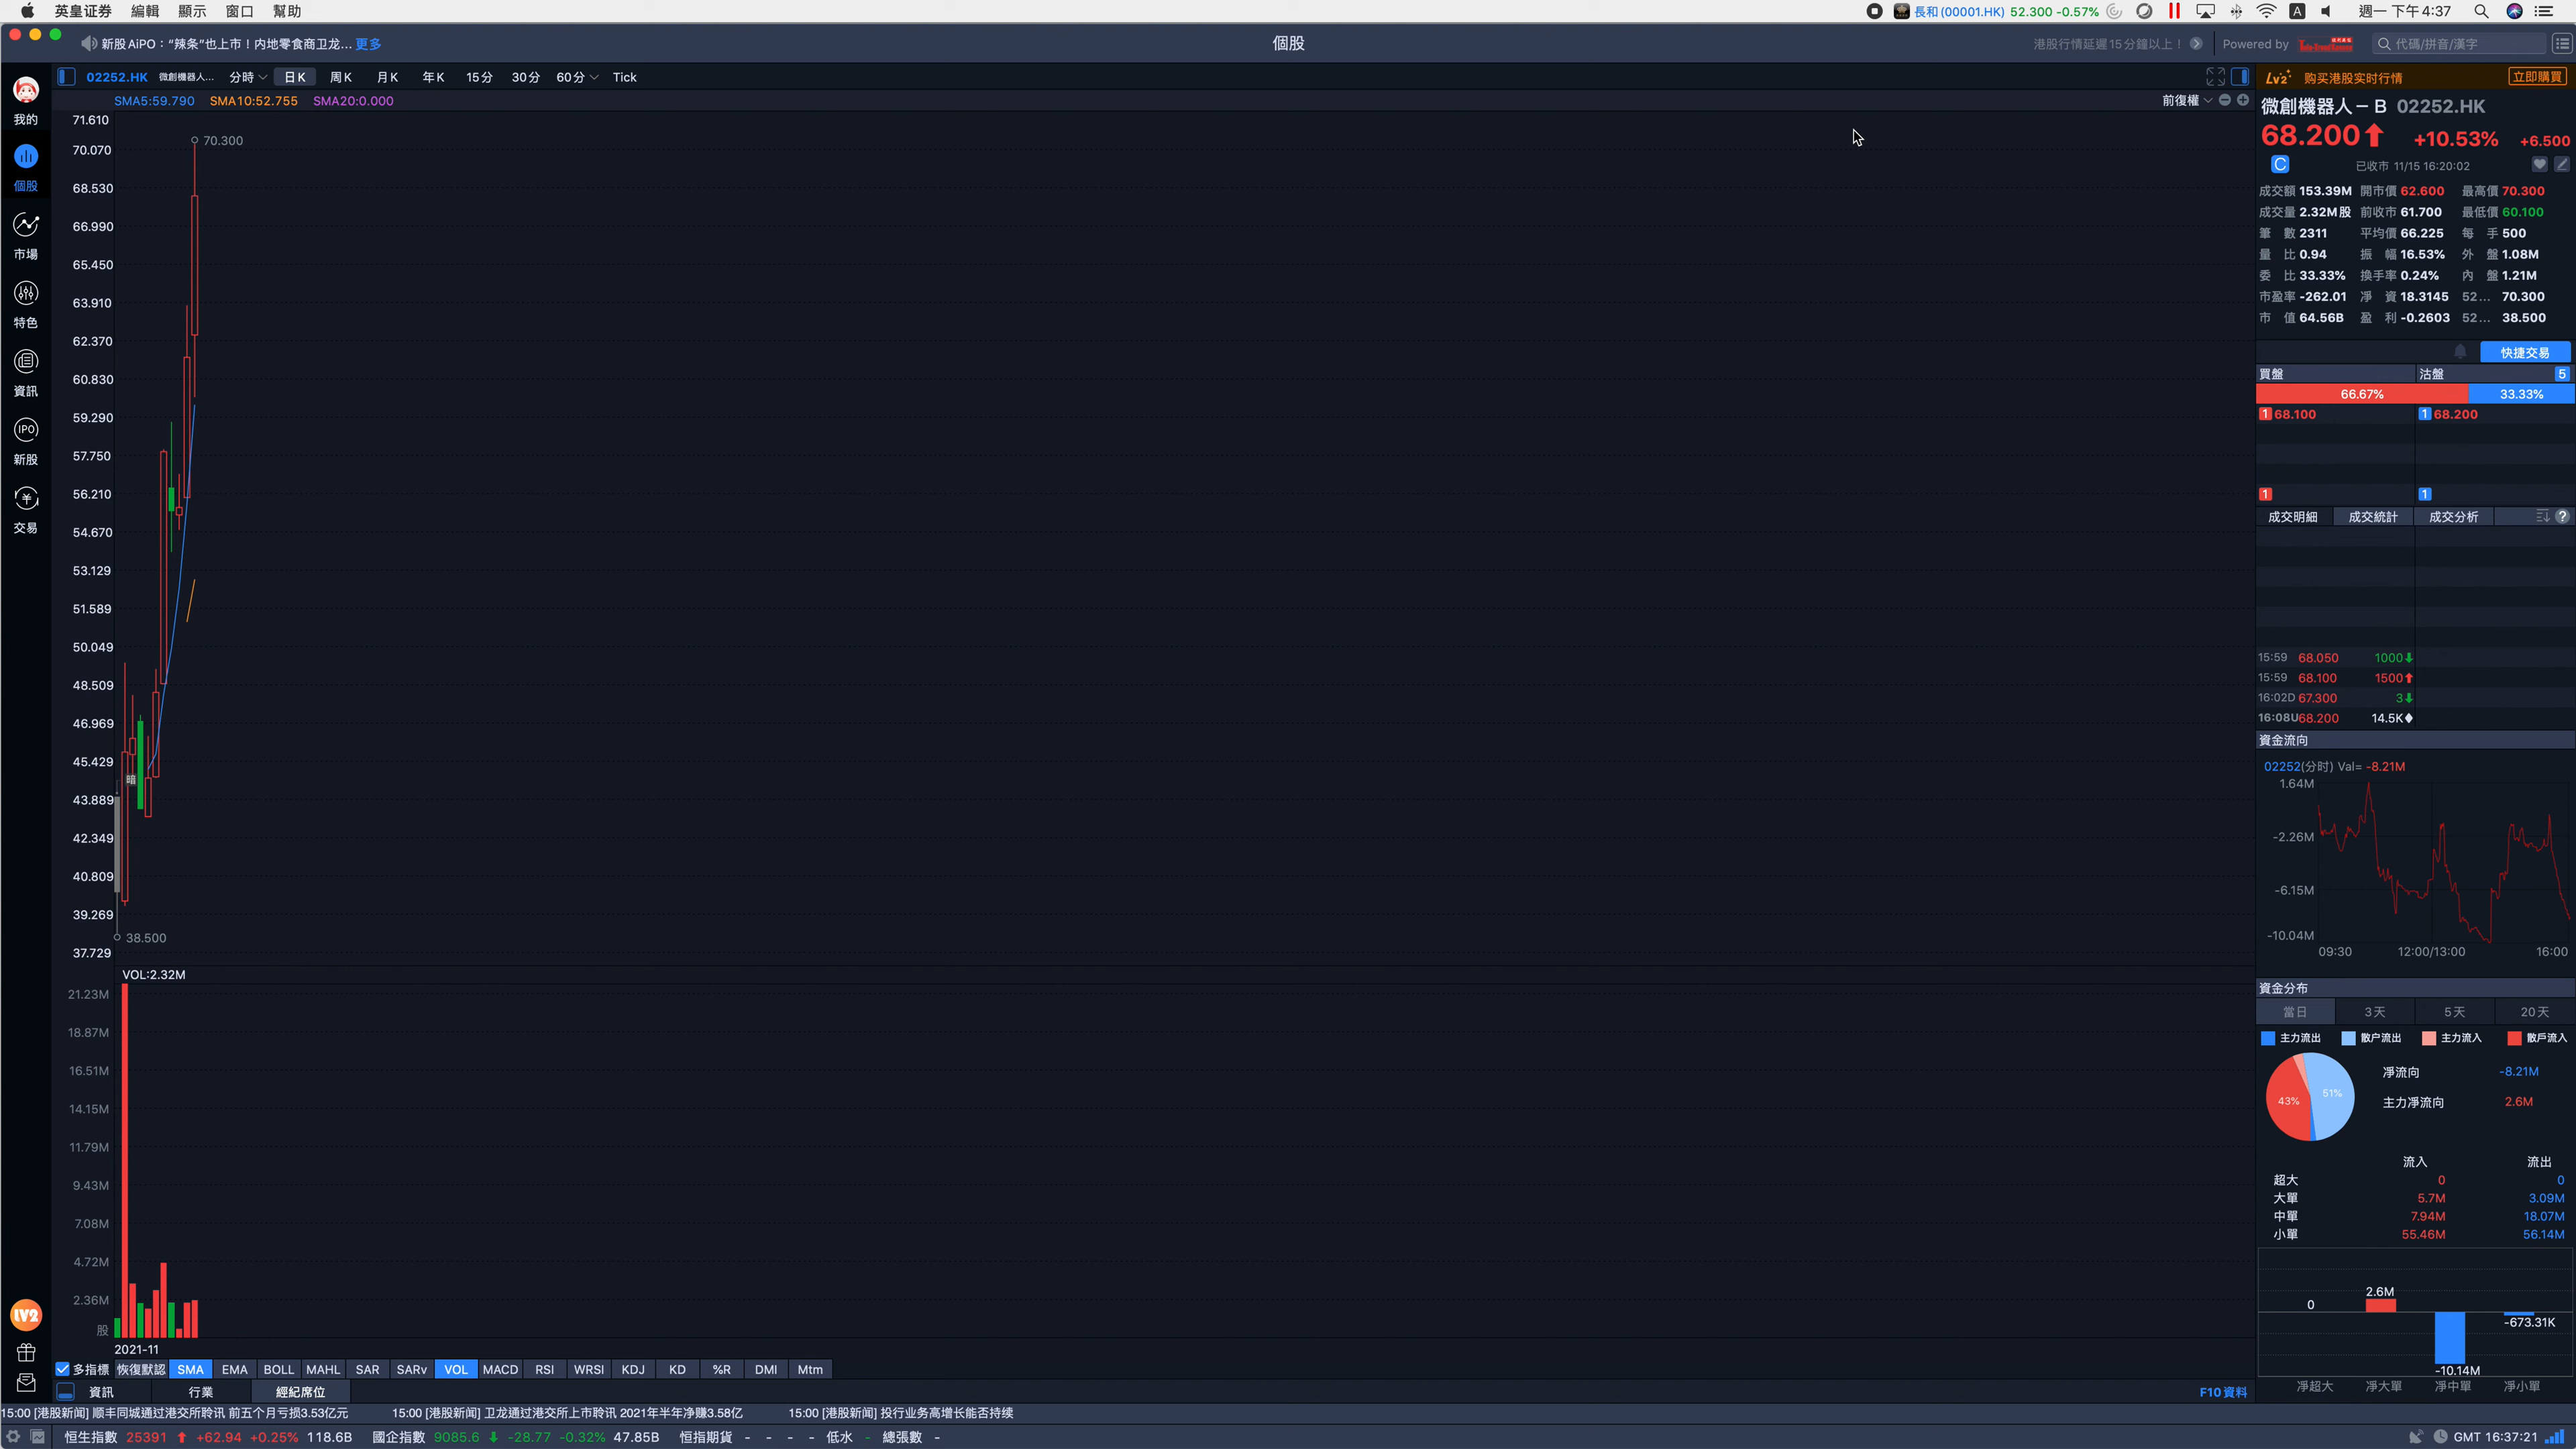 英皇证券 編輯 顯示 窗口 幫助 長和(00001.HK) 52.300 -0.57% A 週一 下午4:37
新股AiPO：“辣条”也上市！内地零食商卫龙... 更多 個股 港股行情延遲15分鐘以上！ Powered by 代碼/拼音/漢字
02252.HK 微創機器人... 分時 日K 周K 月K 年K 15分 30分 60分 Tick
SMA5:59.790 SMA10:52.755 SMA20:0.000 前復權
我的
個股
市場
特色
資訊
IPO
新股
交易
LV2
71.610
70.070
68.530
66.990
65.450
63.910
62.370
60.830
59.290
57.750
56.210
54.670
53.129
51.589
50.049
48.509
46.969
45.429
43.889
42.349
40.809
39.269
37.729
70.300
暗
38.500
VOL:2.32M
21.23M
18.87M
16.51M
14.15M
11.79M
9.43M
7.08M
4.72M
2.36M
股
2021-11
多指標 恢復默認 SMA EMA BOLL MAHL SAR SARv VOL MACD RSI WRSI KDJ KD %R DMI Mtm
資訊 行業 經紀席位 F10資料
Lv2 购买港股实时行情 立即購買
微創機器人－B 02252.HK
68.200 +10.53% +6.500
C 已收市 11/15 16:20:02
成交額 153.39M 開市價 62.600 最高價 70.300
成交量 2.32M股 前收市 61.700 最低價 60.100
筆數 2311 平均價 66.225 每手 500
量比 0.94 振幅 16.53% 外盤 1.08M
委比 33.33% 換手率 0.24% 內盤 1.21M
市盈率 -262.01 淨資 18.3145 52... 70.300
市值 64.56B 盈利 -0.2603 52... 38.500
快捷交易
買盤 沽盤 5
66.67% 33.33%
1 68.100 1 68.200
1 1
成交明細 成交統計 成交分析 ?
15:59 68.050 1000
15:59 68.100 1500
16:02D 67.300 3
16:08U 68.200 14.5K
資金流向
02252(分时) Val= -8.21M
1.64M
-2.26M
-6.15M
-10.04M
09:30 12:00/13:00 16:00
資金分布
當日 3天 5天 20天
主力流出 散户流出 主力流入 散戶流入
43% 51%
淨流向 -8.21M
主力淨流向 2.6M
流入 流出
超大 0 0
大單 5.7M 3.09M
中單 7.94M 18.07M
小單 55.46M 56.14M
0 2.6M -10.14M -673.31K
淨超大 淨大單 淨中單 淨小單
15:00 [港股新闻] 顺丰同城通过港交所聆讯 前五个月亏损3.53亿元 15:00 [港股新闻] 卫龙通过港交所上市聆讯 2021年半年净赚3.58亿 15:00 [港股新闻] 投行业务高增长能否持续
恒生指數 25391 +62.94 +0.25% 118.6B 國企指數 9085.6 -28.77 -0.32% 47.85B 恒指期貨 - - - - 低水 - 總張數 - GMT 16:37:21